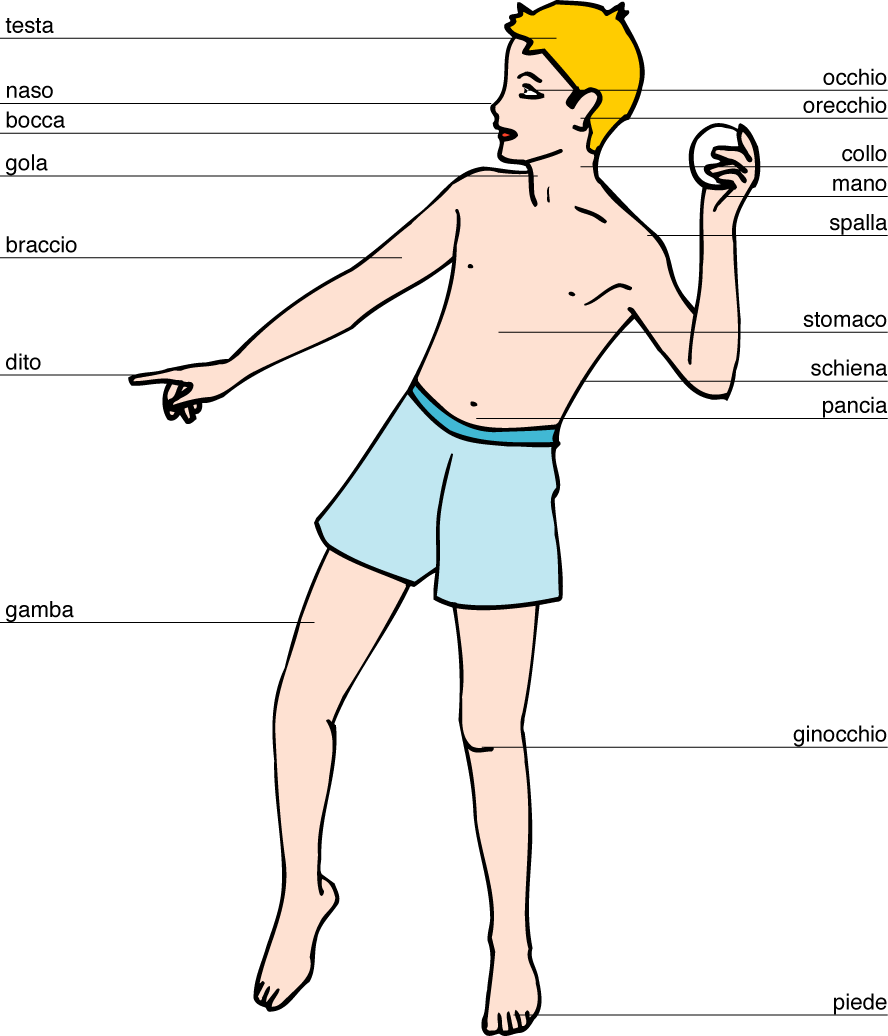 testa
naso
bocca
gola
braccio
dito
gamba
occhio
orecchio
collo
mano
spalla
stomaco
schiena
pancia
ginocchio
piede